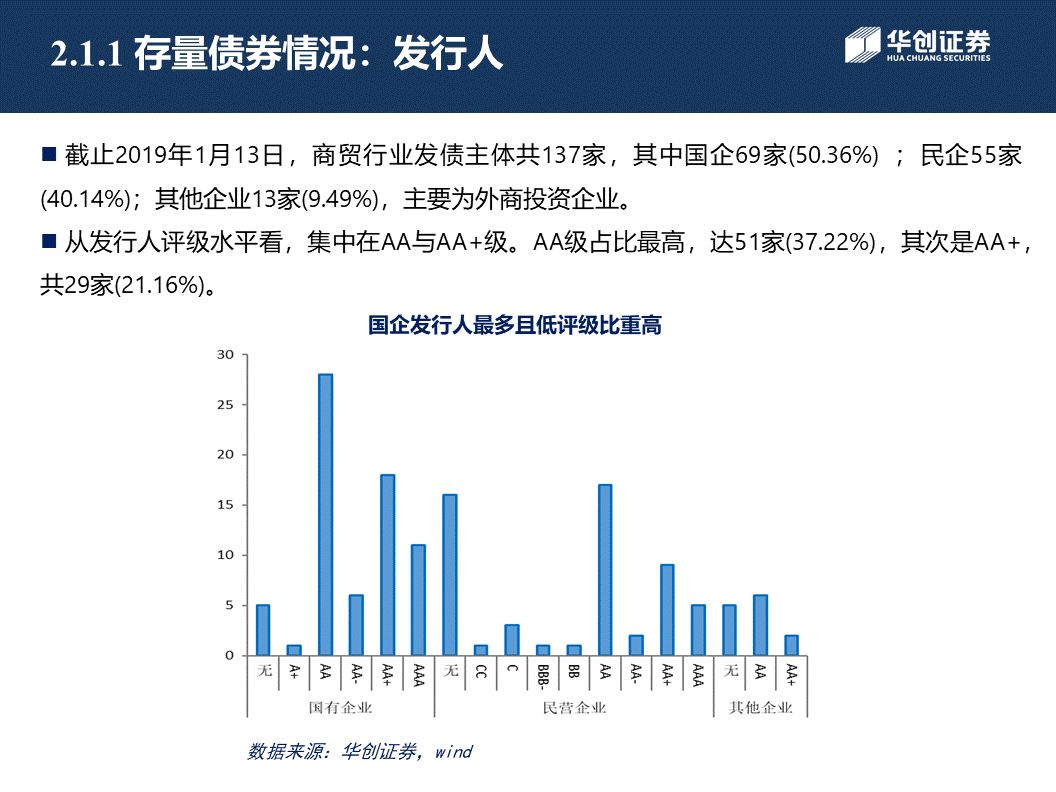 2.1.1 存量债券情况：发行人
华创证券
HUA CHUANG SECURITIES
■ 截止2019年1月13日，商贸行业发债主体共137家，其中国企69家(50.36%) ；民企55家
(40.14%)；其他企业13家(9.49%)，主要为外商投资企业。
■ 从发行人评级水平看，集中在AA与AA+级。AA级占比最高，达51家(37.22%)，其次是AA+，
共29家(21.16%)。
国企发行人最多且低评级比重高
30
25
20
15
10
5
0
无 A+ AA AA- AA+ AAA 无 CC C BBB- BB AA AA- AA+ AAA 无 AA AA+
国有企业 民营企业 其他企业
数据来源：华创证券，wind